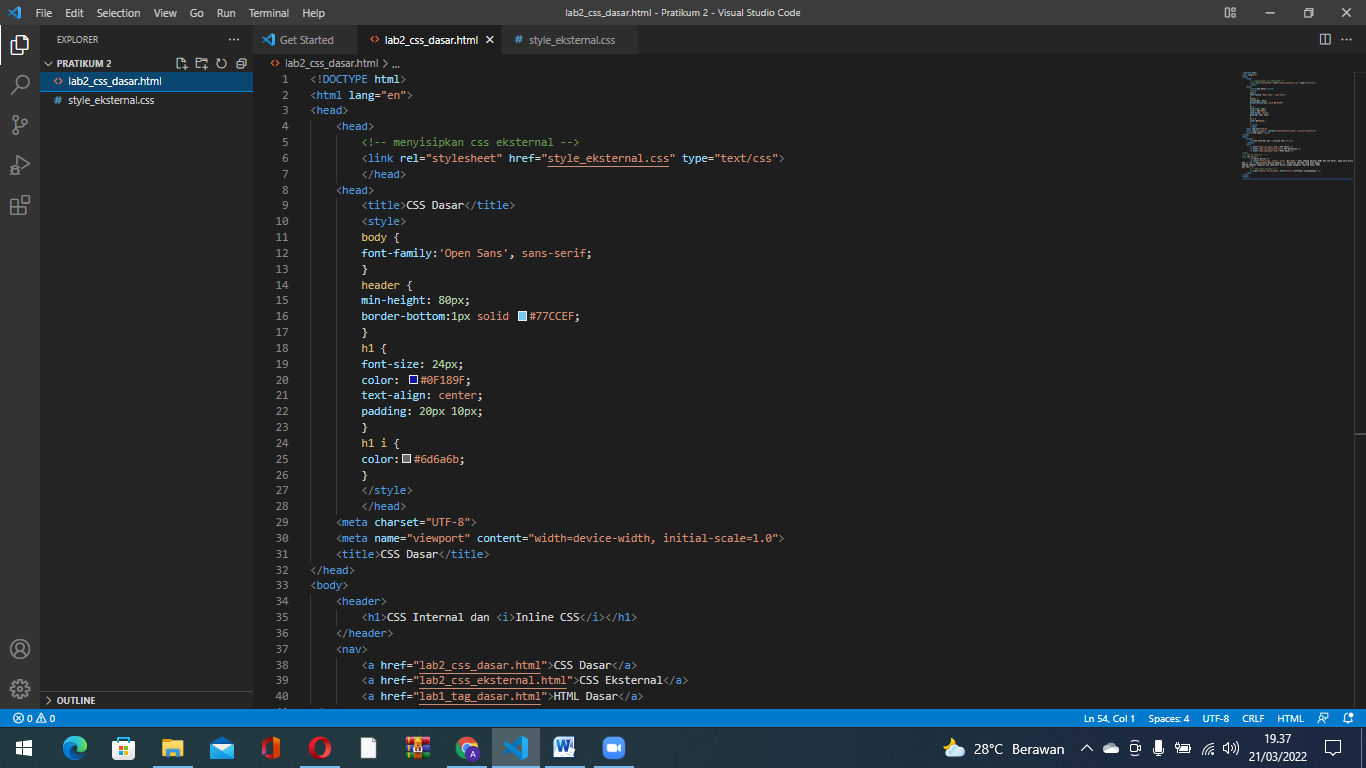 File Edit Selection View Go Run Terminal Help lab2_css_dasar.html - Pratikum 2 - Visual Studio Code
EXPLORER
PRATIKUM 2
lab2_css_dasar.html
style_eksternal.css
OUTLINE
Get Started lab2_css_dasar.html style_eksternal.css
lab2_css_dasar.html > ...
1 <!DOCTYPE html>
2 <html lang="en">
3 <head>
4 <head>
5 <!-- menyisipkan css eksternal -->
6 <link rel="stylesheet" href="style_eksternal.css" type="text/css">
7 </head>
8 <head>
9 <title>CSS Dasar</title>
10 <style>
11 body {
12 font-family:'Open Sans', sans-serif;
13 }
14 header {
15 min-height: 80px;
16 border-bottom:1px solid #77CCEF;
17 }
18 h1 {
19 font-size: 24px;
20 color: #0F189F;
21 text-align: center;
22 padding: 20px 10px;
23 }
24 h1 i {
25 color:#6d6a6b;
26 }
27 </style>
28 </head>
29 <meta charset="UTF-8">
30 <meta name="viewport" content="width=device-width, initial-scale=1.0">
31 <title>CSS Dasar</title>
32 </head>
33 <body>
34 <header>
35 <h1>CSS Internal dan <i>Inline CSS</i></h1>
36 </header>
37 <nav>
38 <a href="lab2_css_dasar.html">CSS Dasar</a>
39 <a href="lab2_css_eksternal.html">CSS Eksternal</a>
40 <a href="lab1_tag_dasar.html">HTML Dasar</a>
0 0 Ln 54, Col 1 Spaces: 4 UTF-8 CRLF HTML
28°C Berawan
19.37
21/03/2022